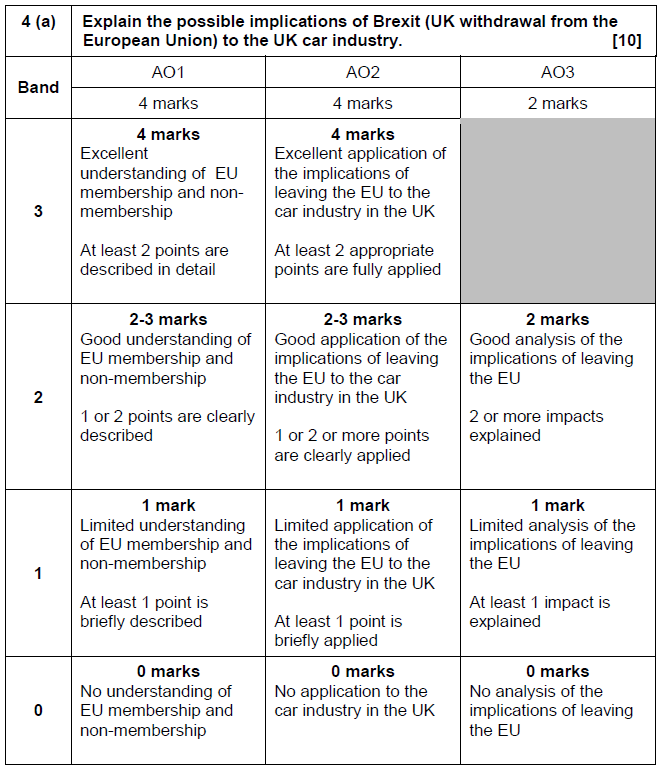 4 (a)
Explain the possible implications of Brexit (UK withdrawal from the
European Union) to the UK car industry. [10]
Band
AO1
AO2
AO3
4 marks
4 marks
2 marks
3
4 marks
Excellent
understanding of EU
membership and non-
membership
At least 2 points are
described in detail
4 marks
Excellent application of
the implications of
leaving the EU to the
car industry in the UK
At least 2 appropriate
points are fully applied
2
2-3 marks
Good understanding of
EU membership and
non-membership
1 or 2 points are clearly
described
2-3 marks
Good application of the
implications of leaving
the EU to the car
industry in the UK
1 or 2 or more points
are clearly applied
2 marks
Good analysis of the
implications of leaving
the EU
2 or more impacts
explained
1
1 mark
Limited understanding
of EU membership and
non-membership
At least 1 point is
briefly described
1 mark
Limited application of
the implications of
leaving the EU to the
car industry in the UK
At least 1 point is
briefly applied
1 mark
Limited analysis of the
implications of leaving
the EU
At least 1 impact is
explained
0
0 marks
No understanding of
EU membership and
non-membership
0 marks
No application to the
car industry in the UK
0 marks
No analysis of the
implications of leaving
the EU